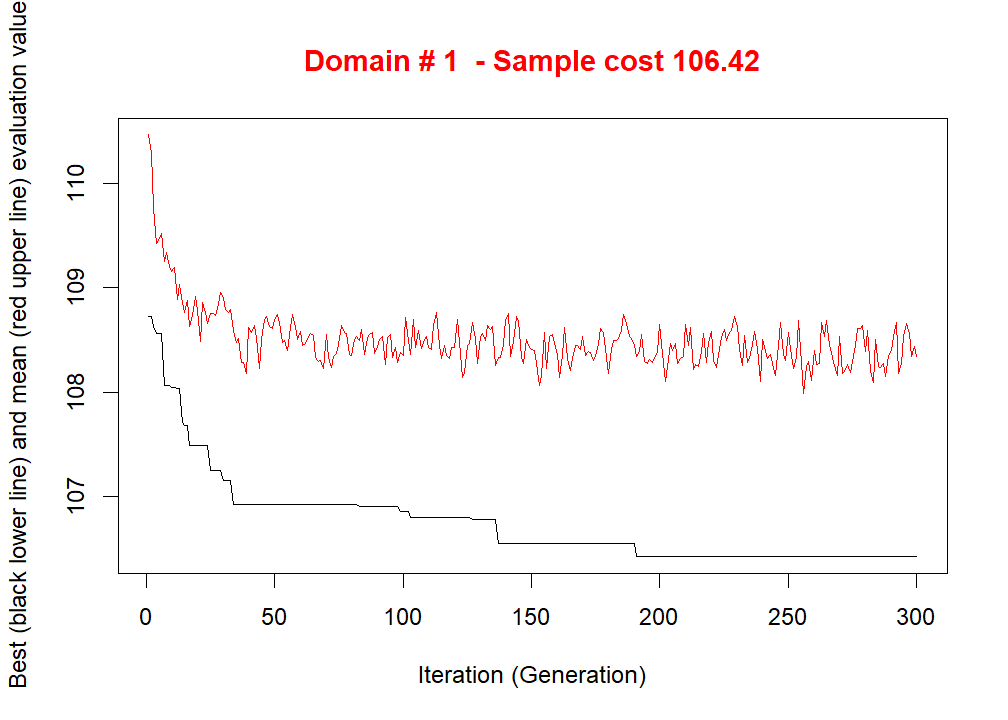 Domain # 1  - Sample cost 106.42
Best (black lower line) and mean (red upper line) evaluation value
110
109
108
107
0 50 100 150 200 250 300
Iteration (Generation)